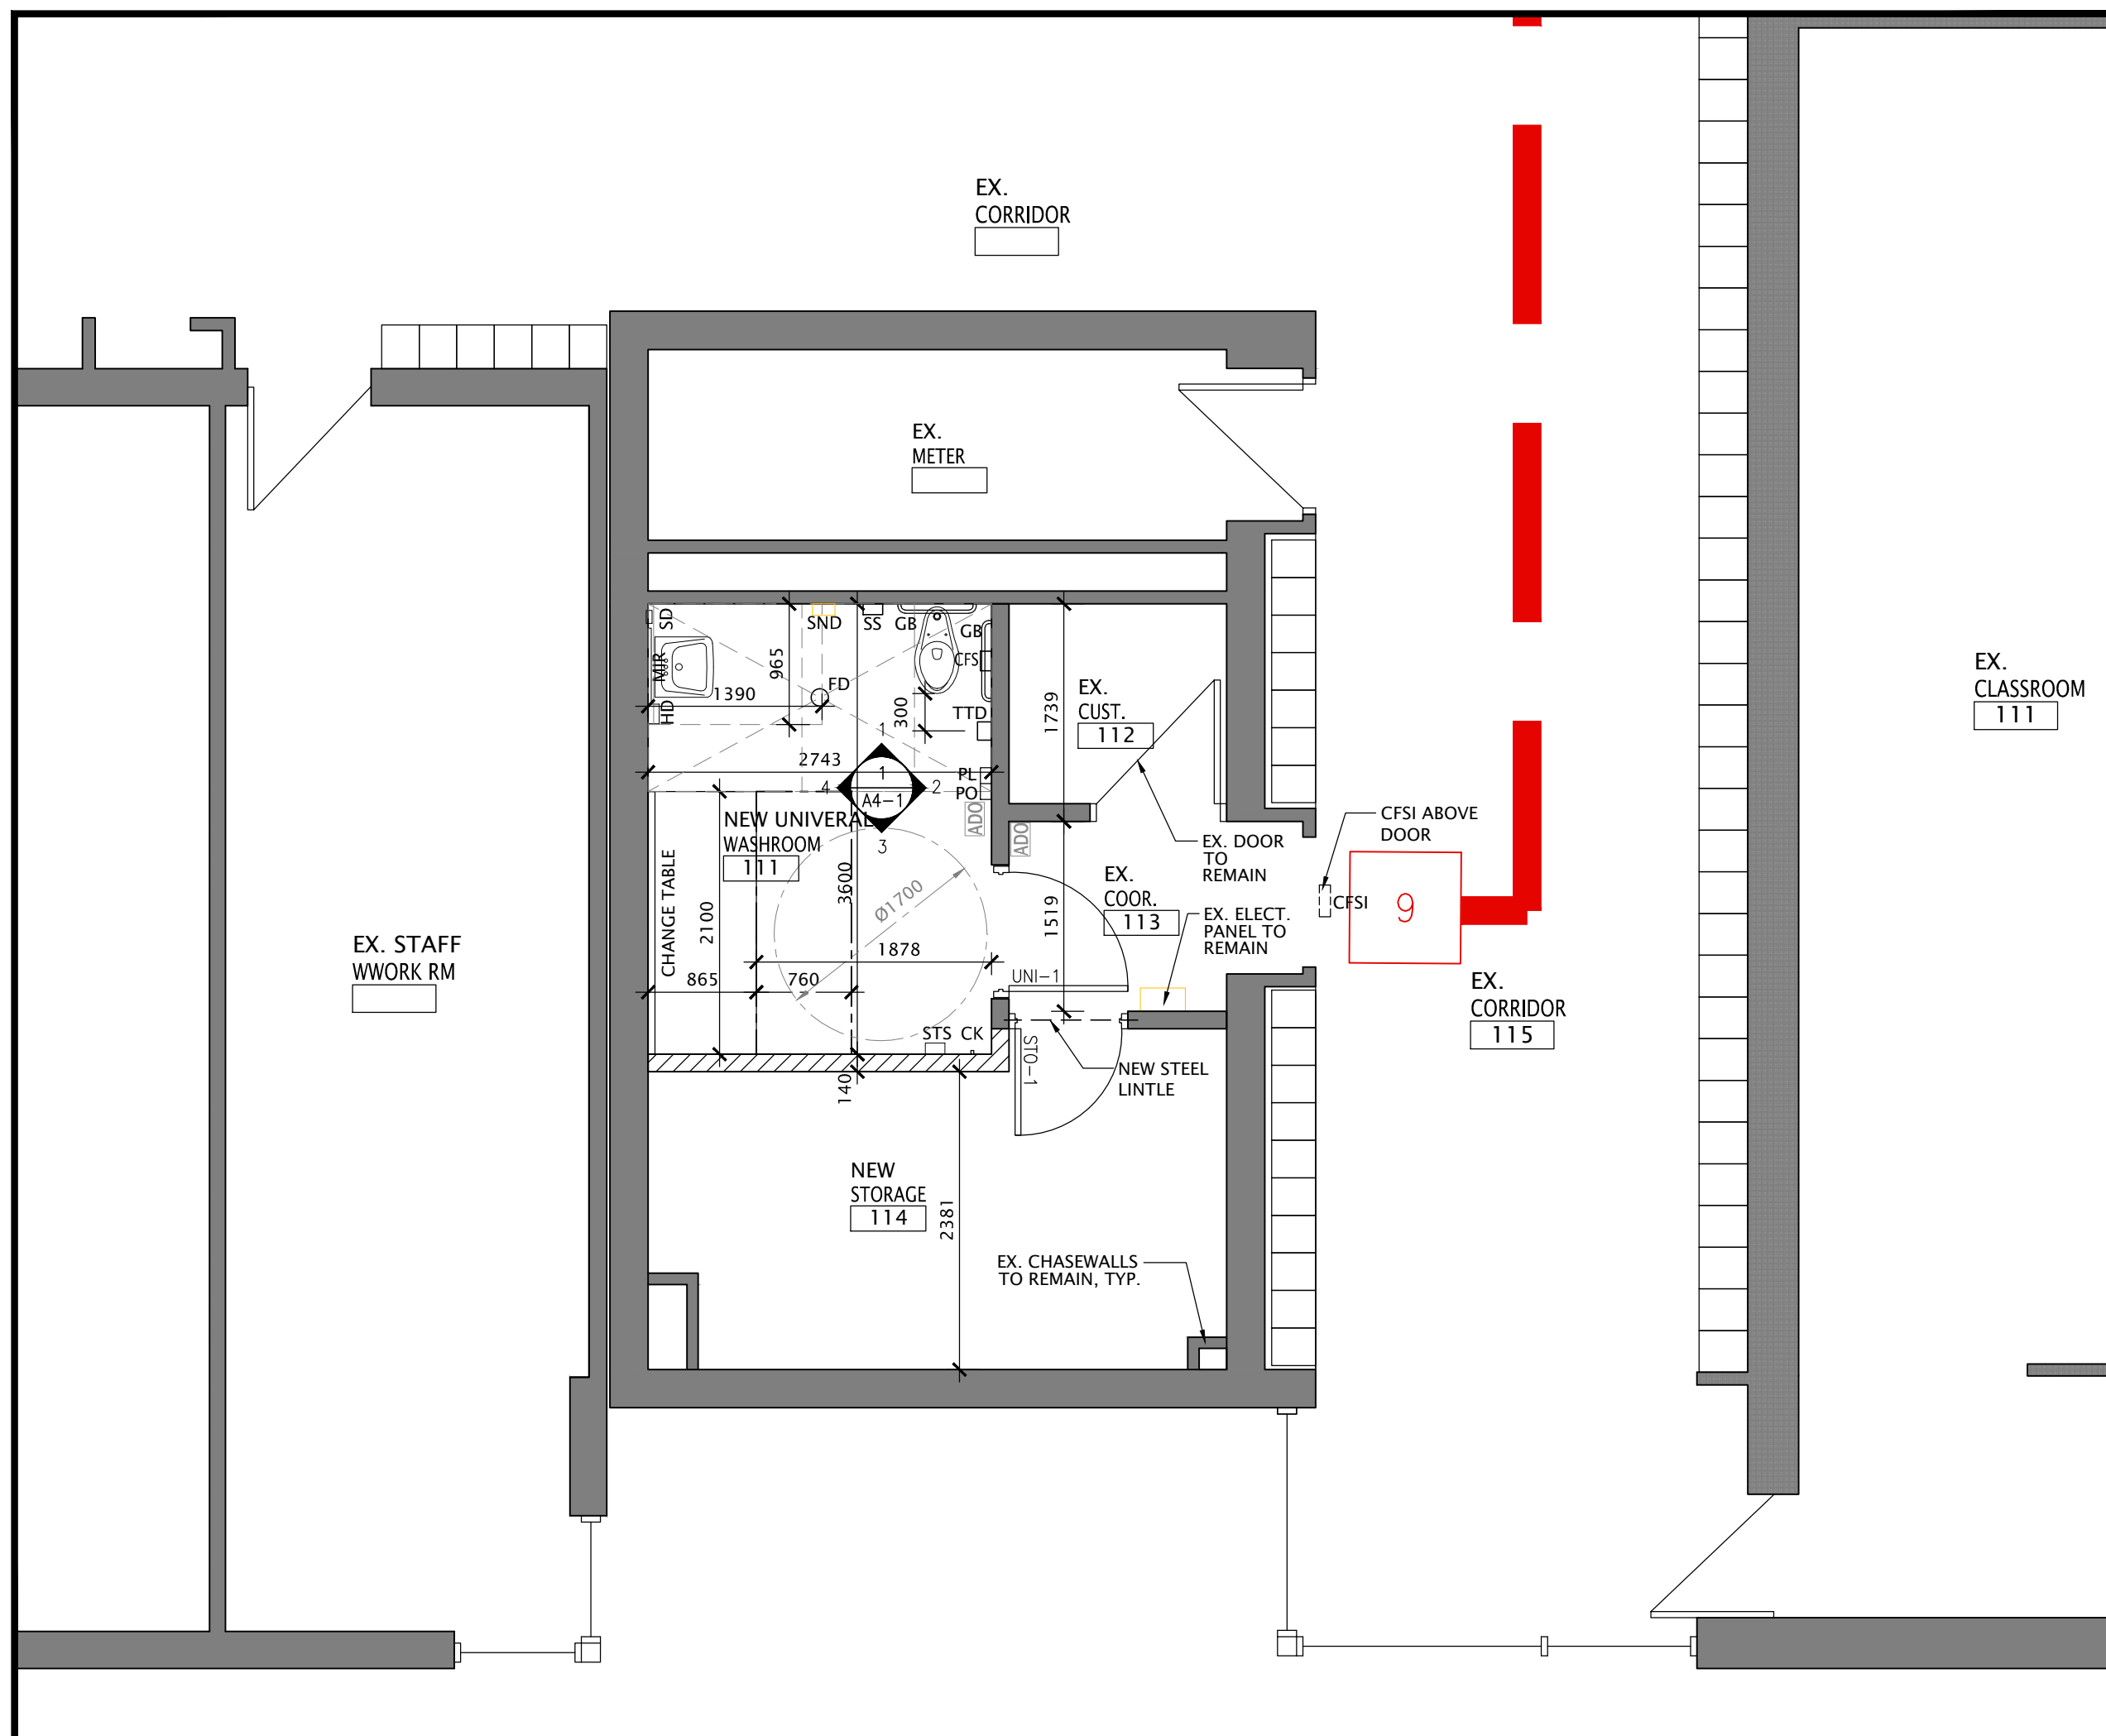 EX.
CORRIDOR
EX.
METER
SD
SND
SS
GB
GB
MIR
CFS
965
1390
FD
HD
300
TTD
1
2743
1
4
2
A4-1
3
PL
PO
ADO
ADO
NEW UNIVERAL
WASHROOM
111
CHANGE TABLE
2100
3600
Ø1700
1878
865
760
STS
CK
140
1739
EX.
CUST.
112
EX. DOOR
TO
REMAIN
CFSI ABOVE
DOOR
CFSI
9
EX.
COOR.
113
1519
EX. ELECT.
PANEL TO
REMAIN
UNI-1
STO-1
NEW STEEL
LINTLE
EX.
CORRIDOR
115
EX.
CLASSROOM
111
EX. STAFF
WWORK RM
NEW
STORAGE
114
2381
EX. CHASEWALLS
TO REMAIN, TYP.